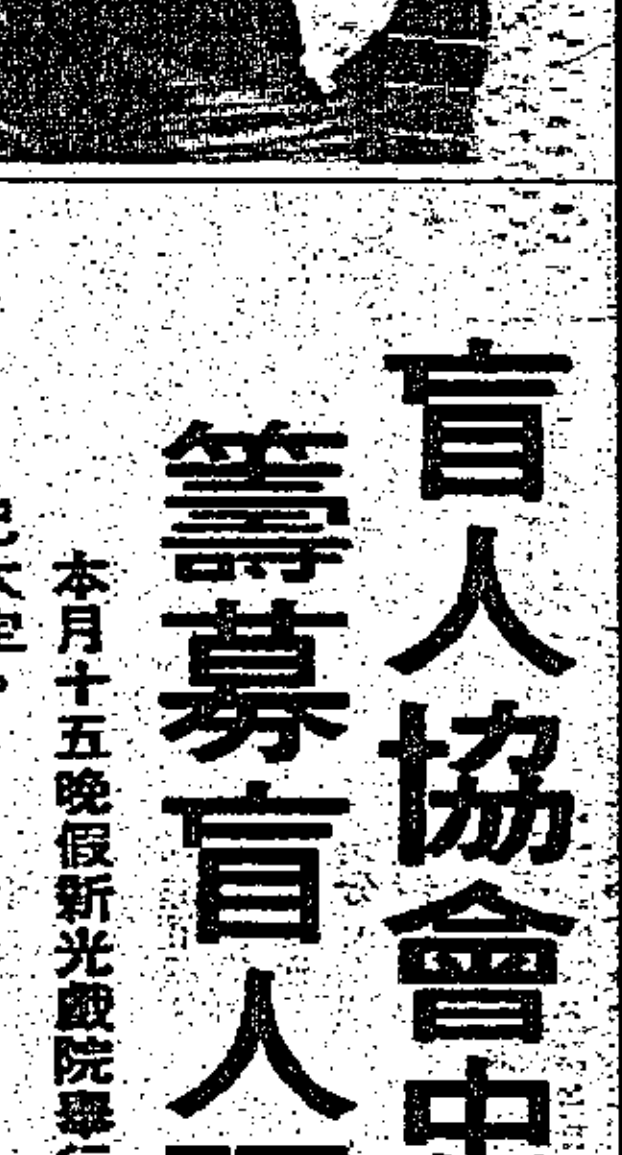 盲人協會中
籌募盲人
本月十五晚假新光戲院舉行